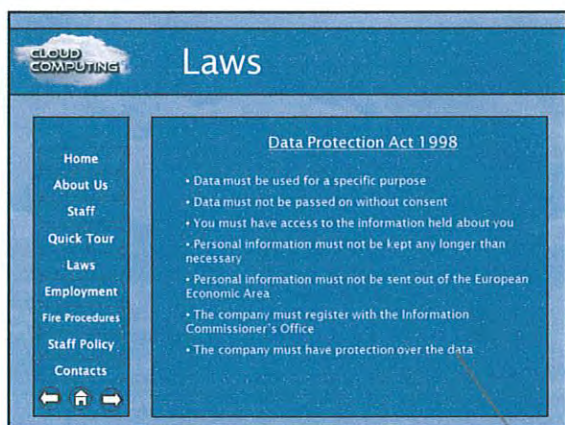 CLOUD
COMPUTING
Laws
Home
About Us
Staff
Quick Tour
Laws
Employment
Fire Procedures
Staff Policy
Contacts
Data Protection Act 1998
• Data must be used for a specific purpose
• Data must not be passed on without consent
• You must have access to the information held about you
• Personal information must not be kept any longer than
necessary
• Personal information must not be sent out of the European
Economic Area
• The company must register with the Information
Commissioner's Office
• The company must have protection over the data